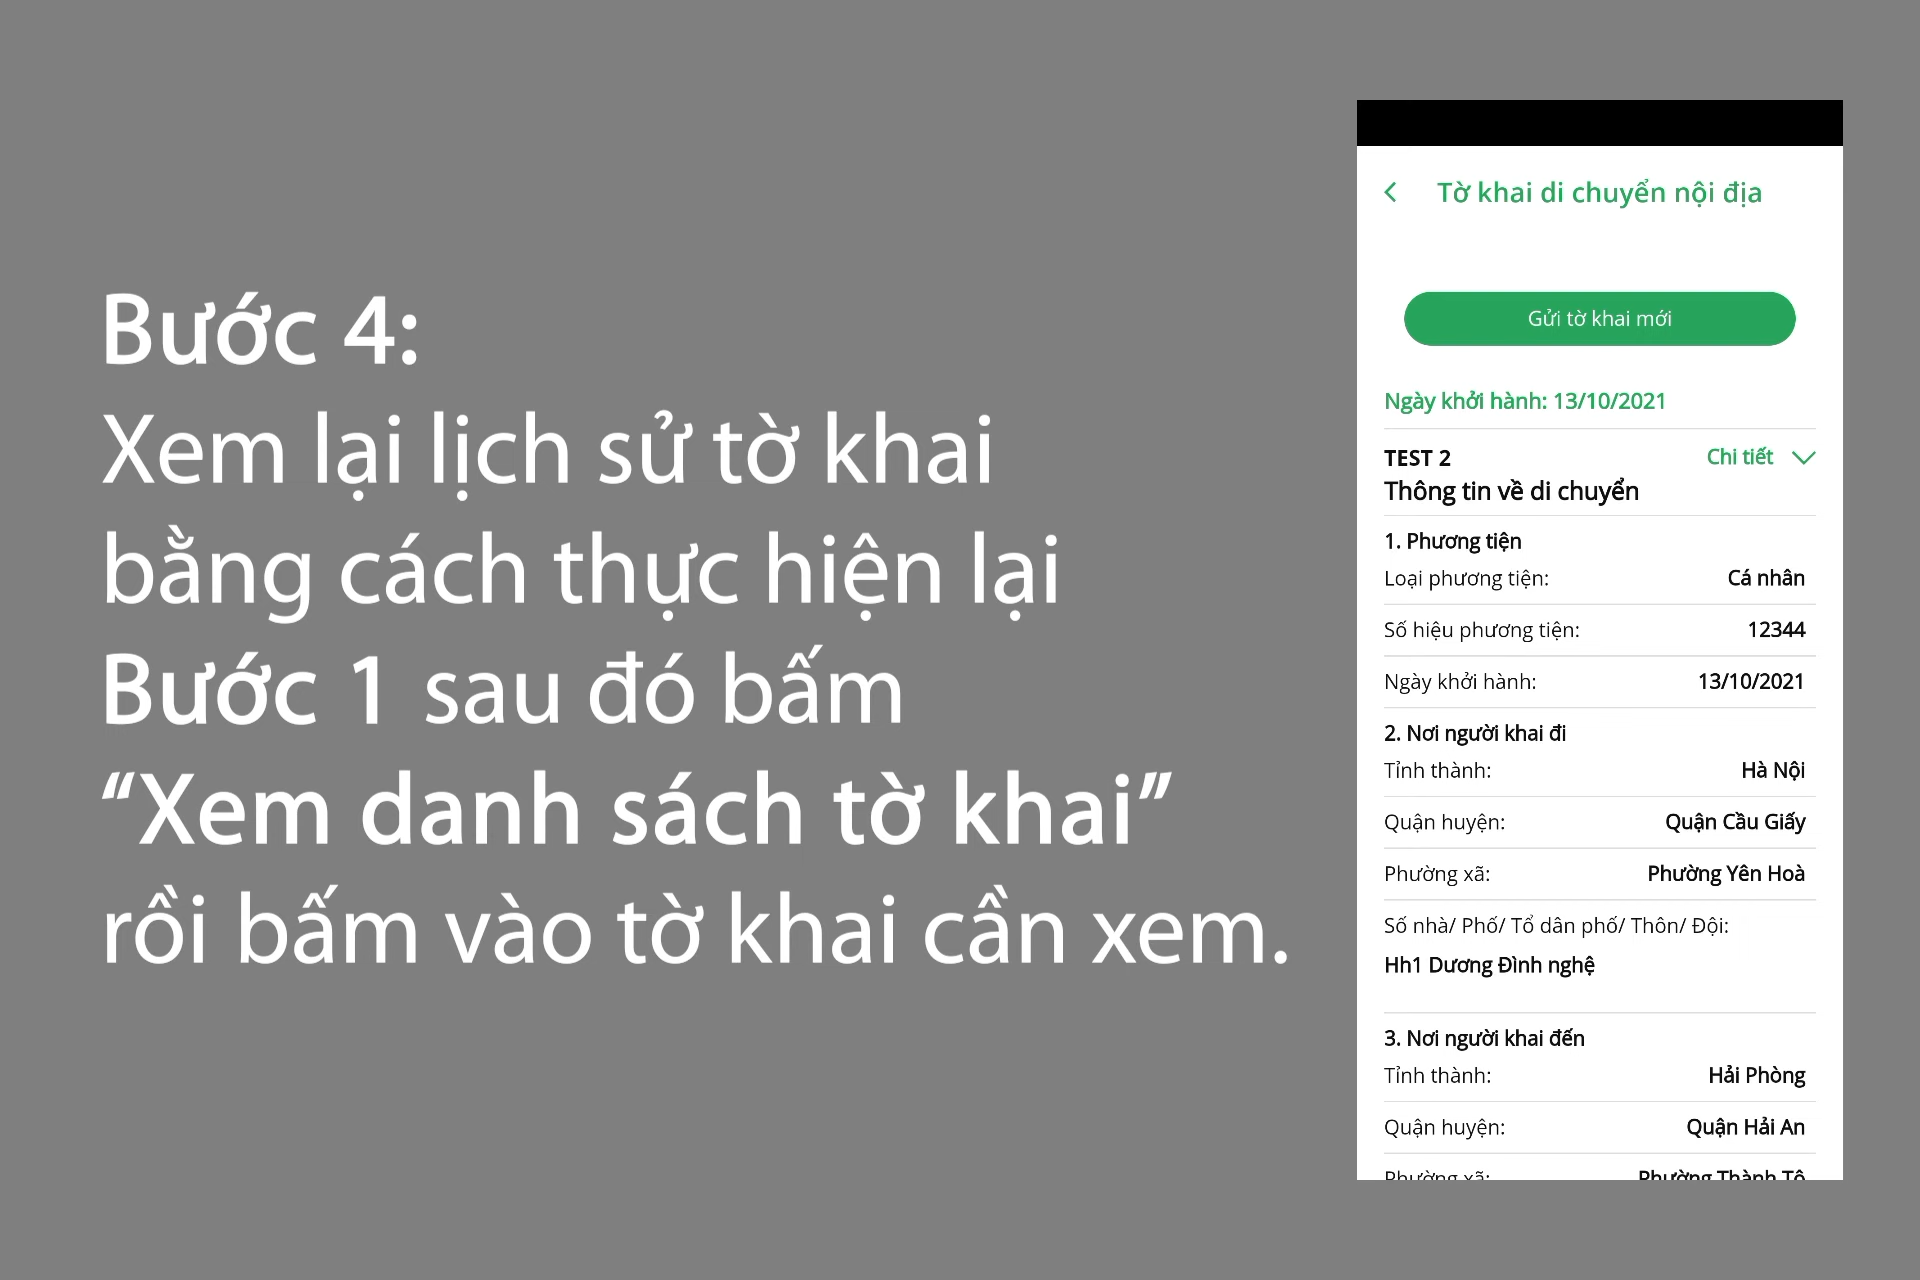 Bước 4:
Xem lại lịch sử tờ khai
bằng cách thực hiện lại
Bước 1 sau đó bấm
“Xem danh sách tờ khai”
rồi bấm vào tờ khai cần xem.
Tờ khai di chuyển nội địa
Gửi tờ khai mới
Ngày khởi hành: 13/10/2021
TEST 2 Chi tiết
Thông tin về di chuyển
1. Phương tiện
Loại phương tiện: Cá nhân
Số hiệu phương tiện: 12344
Ngày khởi hành: 13/10/2021
2. Nơi người khai đi
Tỉnh thành: Hà Nội
Quận huyện: Quận Cầu Giấy
Phường xã: Phường Yên Hoà
Số nhà/ Phố/ Tổ dân phố/ Thôn/ Đội:
Hh1 Dương Đình nghệ
3. Nơi người khai đến
Tỉnh thành: Hải Phòng
Quận huyện: Quận Hải An
Phường xã: Phường Thành Tô